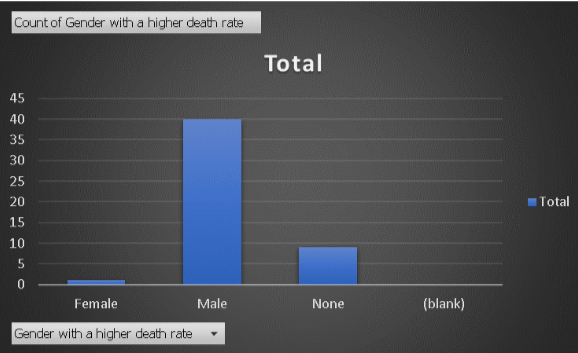 Count of Gender with a higher death rate
Total
45
40
35
30
25
20
15
10
5
0
Female Male None (blank)
Total
Gender with a higher death rate